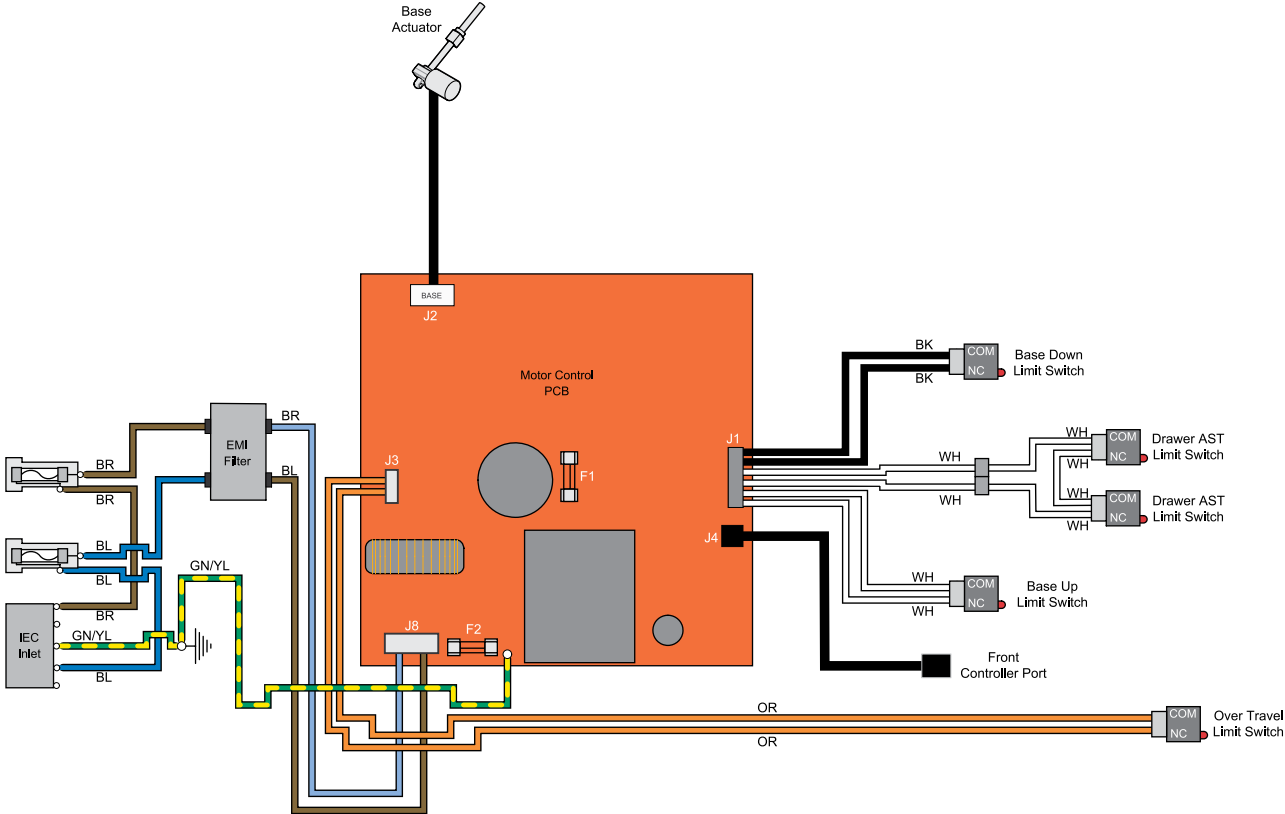 Base
Actuator
BASE
J2
Motor Control
PCB
BK
BK
COM
NC
Base Down
Limit Switch
BR
EMI
Filter
BL
BR
BR
J3
F1
J1
WH
WH
WH
WH
COM
NC
Drawer AST
Limit Switch
WH
WH
COM
NC
Drawer AST
Limit Switch
J4
BL
BL
GN/YL
BR
IEC
Inlet
GN/YL
BL
J8
F2
WH
WH
COM
NC
Base Up
Limit Switch
Front
Controller Port
OR
OR
COM
NC
Over Travel
Limit Switch